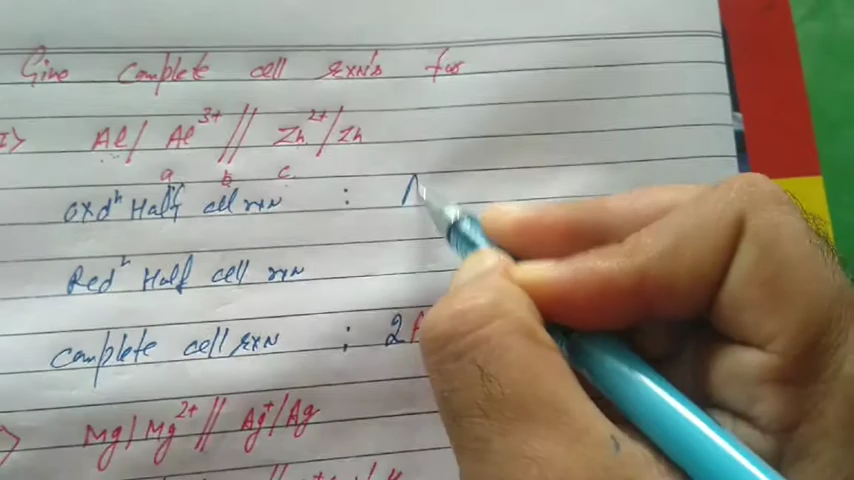 Give Complete cell rxn's for
I> Al/ Al3+// Zn2+/ Zn
a b c
oxdn Half cell rxn :
Redn Half cell rxn
Complete cell rxn : 2
Mg/ Mg2+// Ag+/ Ag